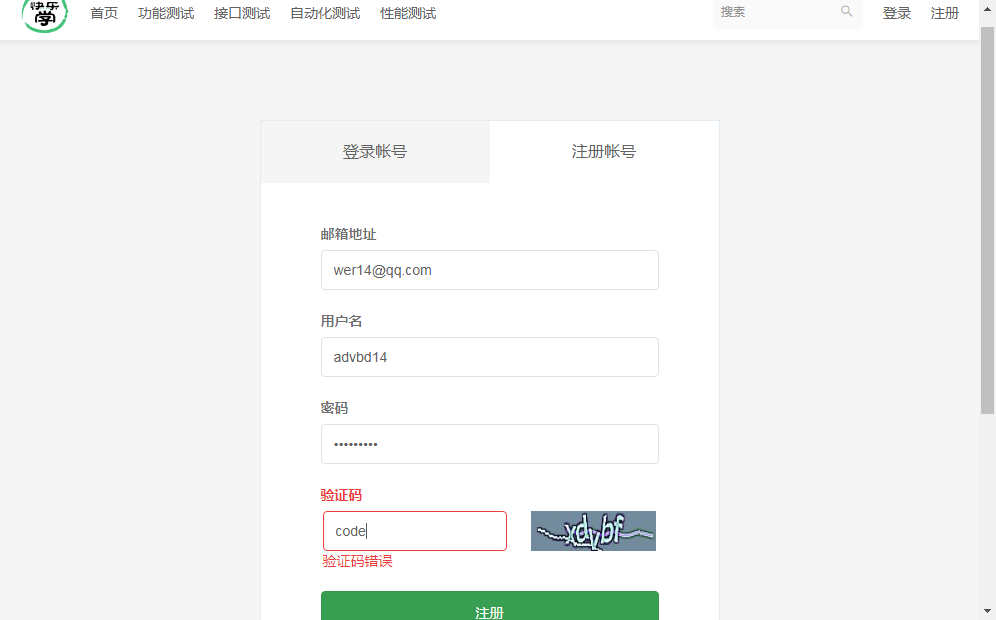 快乐
学
首页 功能测试 接口测试 自动化测试 性能测试 搜索 登录 注册
登录帐号 注册帐号
邮箱地址
wer14@qq.com
用户名
advbd14
密码
•••••••••
验证码
code xdybf
验证码错误
注册